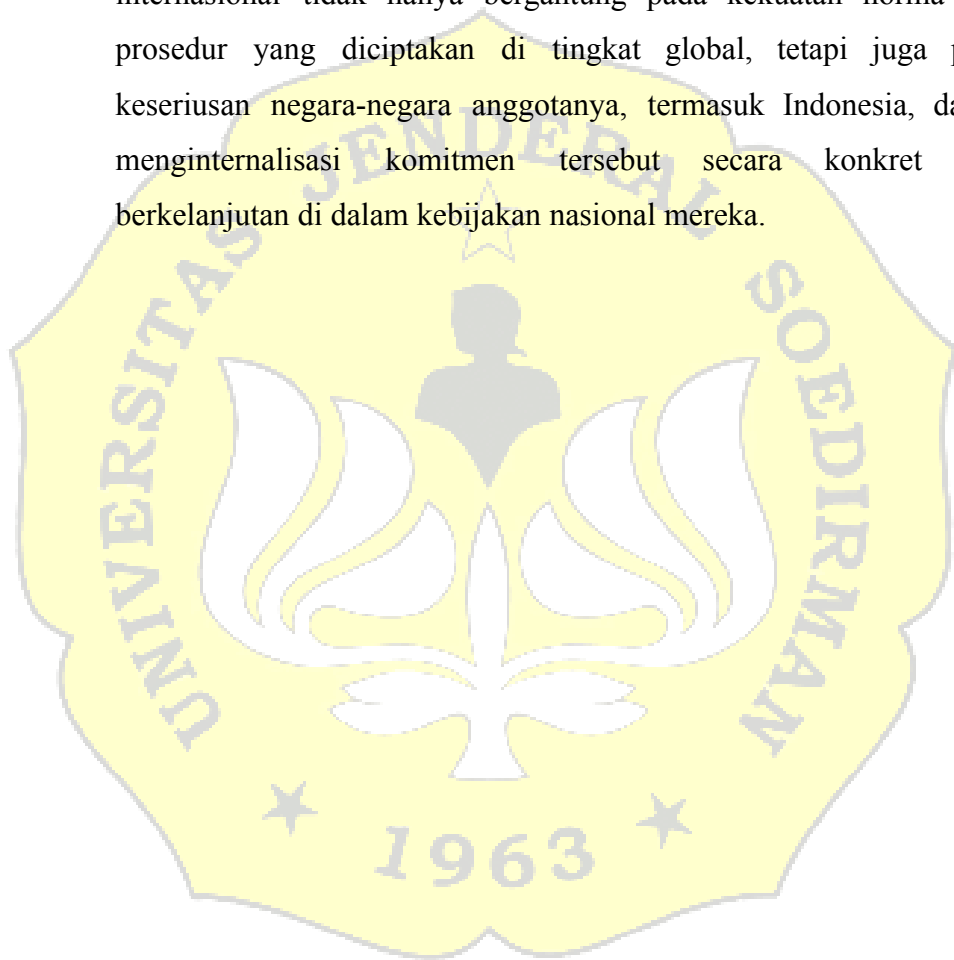 internasional tidak hanya bergantung pada kekuatan norma
prosedur yang diciptakan di tingkat global, tetapi juga
keseriusan negara-negara anggotanya, termasuk Indonesia,
menginternalisasi komitmen tersebut secara konkret
berkelanjutan di dalam kebijakan nasional mereka.
UNIVERSITAS JENDERAL SOEDIRMAN
1963